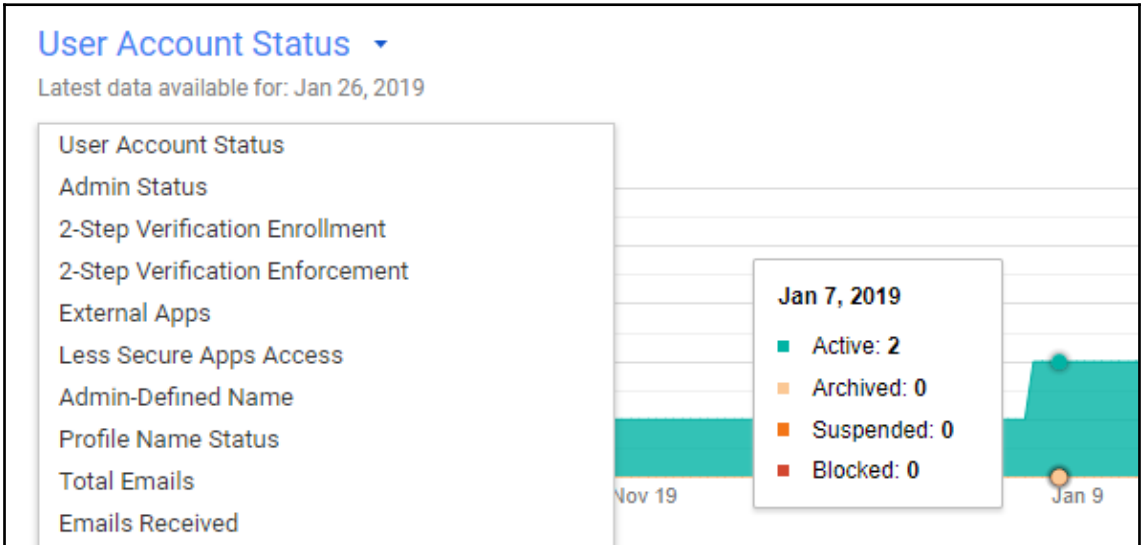 User Account Status
Latest data available for: Jan 26, 2019
User Account Status
Admin Status
2-Step Verification Enrollment
2-Step Verification Enforcement
External Apps
Less Secure Apps Access
Admin-Defined Name
Profile Name Status
Total Emails
Emails Received
Jan 7, 2019
Active: 2
Archived: 0
Suspended: 0
Blocked: 0
Nov 19
Jan 9